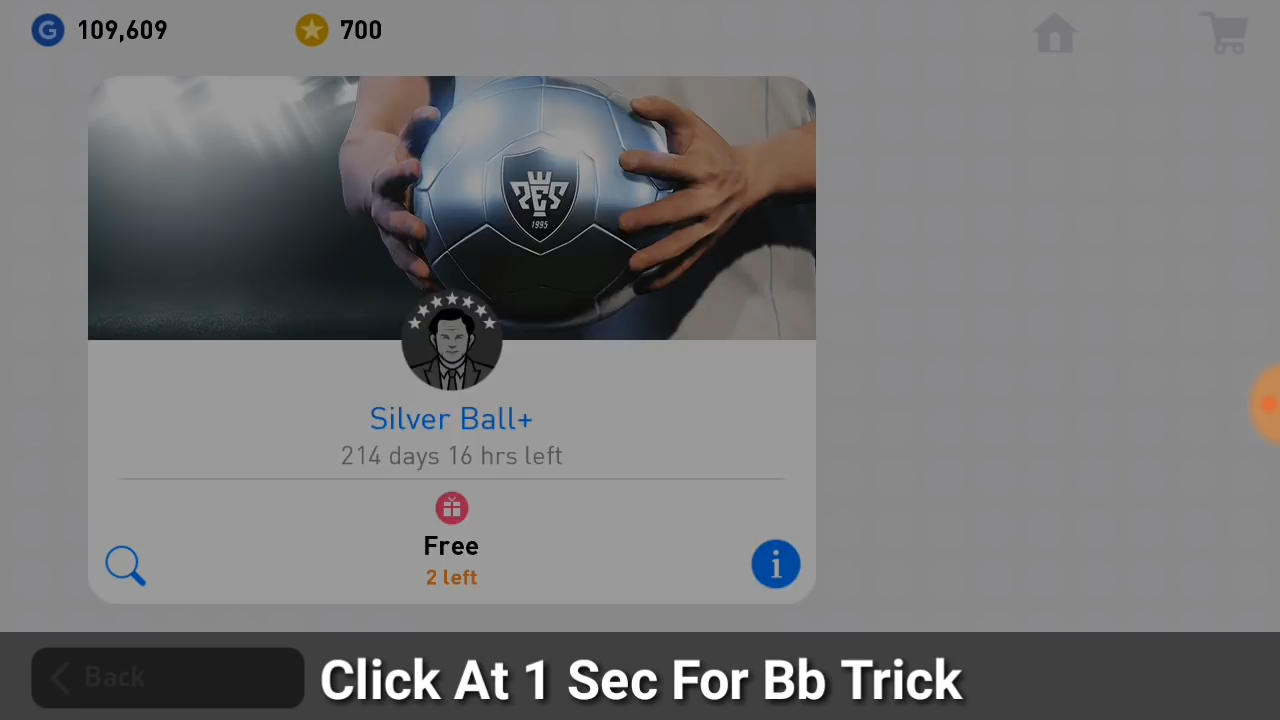 G 109,609 700
PES
1995
Silver Ball+
214 days 16 hrs left
Free
2 left
i
Back
Click At 1 Sec For Bb Trick